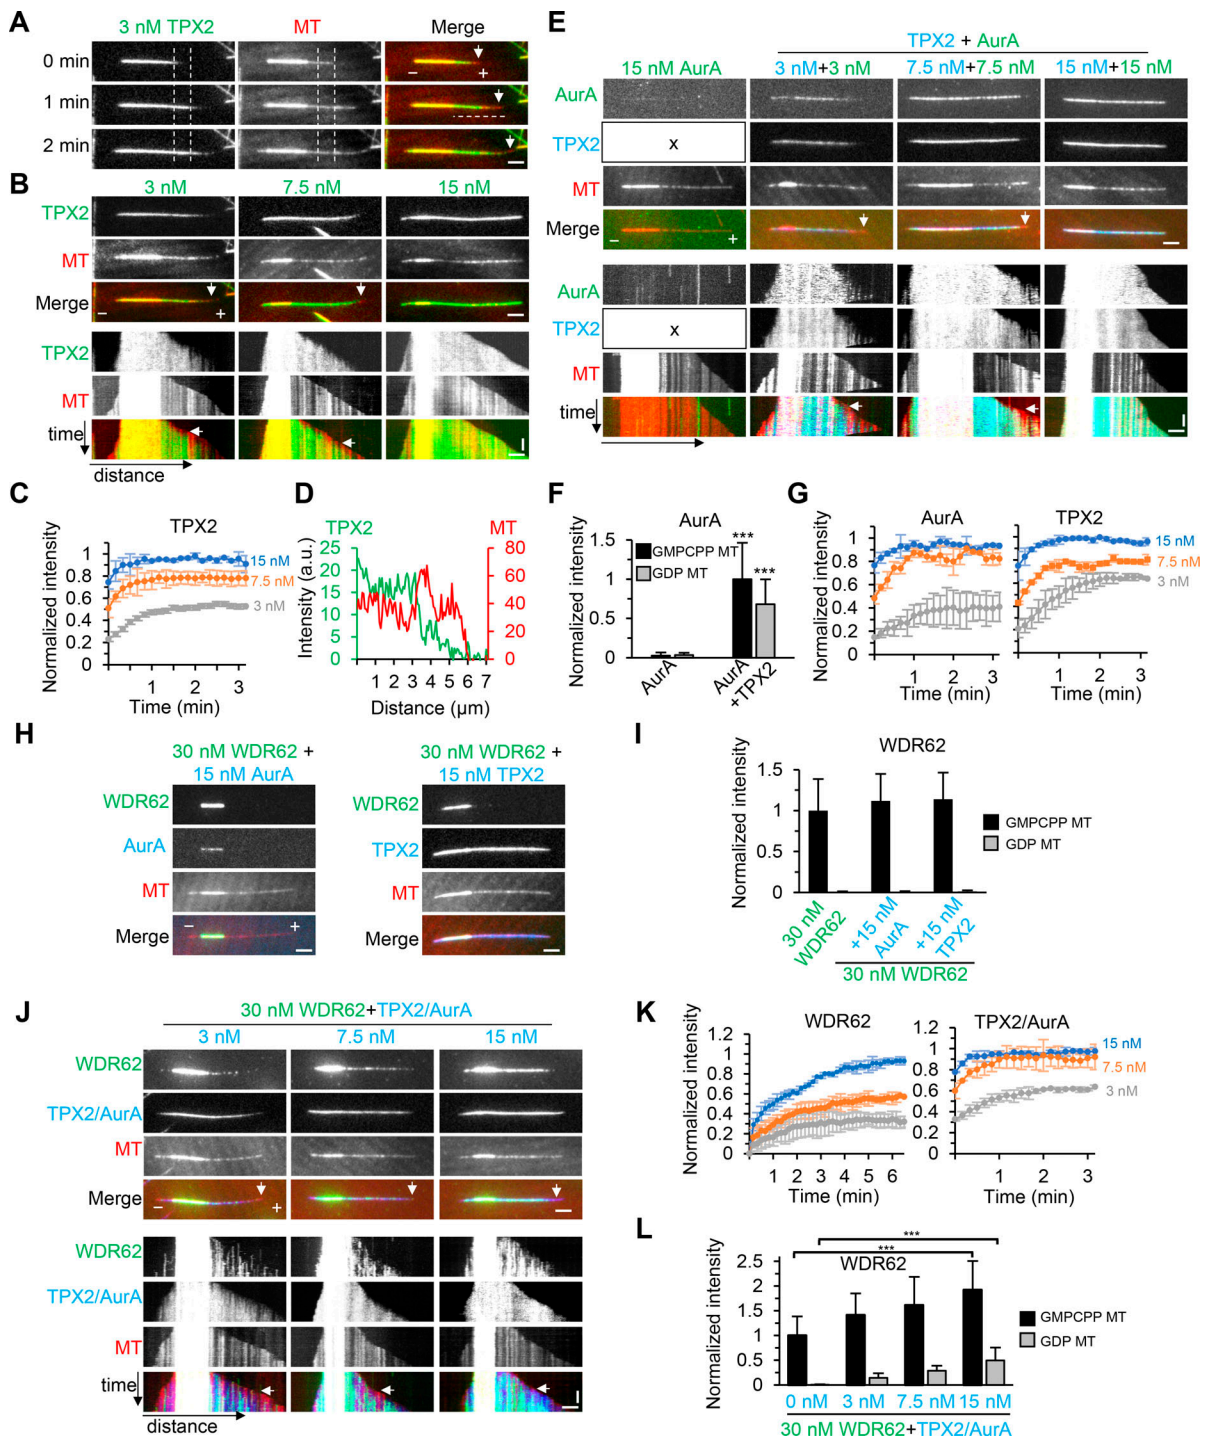 A
3 nM TPX2
MT
Merge
0 min
1 min
2 min
− +
B
3 nM
7.5 nM
15 nM
TPX2
MT
Merge
− +
TPX2
MT
time
distance
C
TPX2
Normalized intensity
1
0.8
0.6
0.4
0.2
0
15 nM
7.5 nM
3 nM
1 2 3
Time (min)
D
TPX2
MT
Intensity (a.u.)
25
20
15
10
5
0
80
60
40
20
0
1 2 3 4 5 6 7
Distance (µm)
E
TPX2 + AurA
15 nM AurA
3 nM+3 nM
7.5 nM+7.5 nM
15 nM+15 nM
AurA
TPX2
x
MT
Merge
− +
AurA
TPX2
x
MT
time
F
AurA
Normalized intensity
1.5
1
0.5
0
GMPCPP MT
GDP MT
***
***
AurA
AurA
+TPX2
G
AurA
TPX2
Normalized intensity
1
0.8
0.6
0.4
0.2
0
1
0.8
0.6
0.4
0.2
0
15 nM
7.5 nM
3 nM
1 2 3
1 2 3
Time (min)
Time (min)
H
30 nM WDR62 +
15 nM AurA
WDR62
AurA
MT
Merge
− +
30 nM WDR62 +
15 nM TPX2
WDR62
TPX2
MT
Merge
I
WDR62
Normalized intensity
1.5
1
0.5
0
GMPCPP MT
GDP MT
30 nM
WDR62
+15 nM
AurA
+15 nM
TPX2
30 nM WDR62
J
30 nM WDR62+TPX2/AurA
3 nM
7.5 nM
15 nM
WDR62
TPX2/AurA
MT
Merge
− +
WDR62
TPX2/AurA
MT
time
distance
K
WDR62
TPX2/AurA
Normalized intensity
1.2
1
0.8
0.6
0.4
0.2
0
1.2
1
0.8
0.6
0.4
0.2
0
15 nM
7.5 nM
3 nM
1 2 3 4 5 6
1 2 3
Time (min)
Time (min)
L
***
***
WDR62
Normalized intensity
2.5
2
1.5
1
0.5
0
GMPCPP MT
GDP MT
0 nM 3 nM 7.5 nM 15 nM
30 nM WDR62+TPX2/AurA